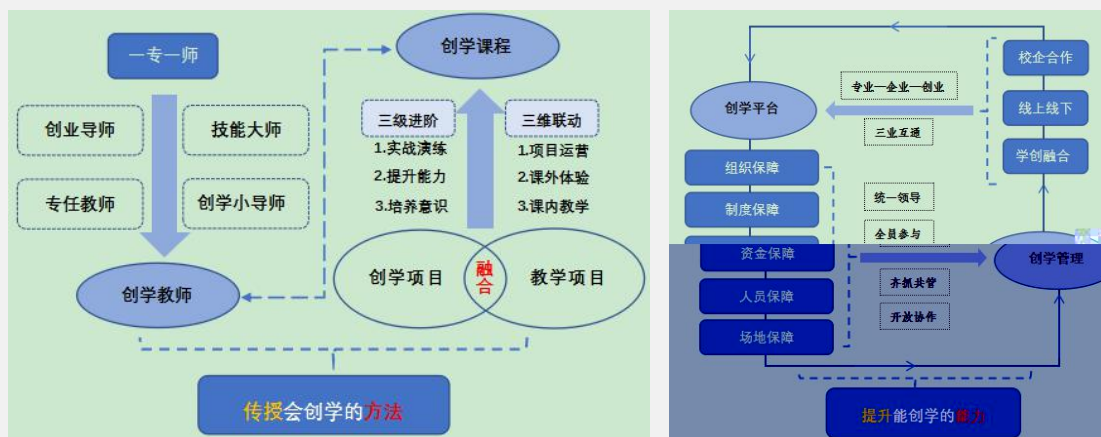 一专一师
创业导师
技能大师
专任教师
创学小导师
创学教师
创学课程
三级进阶
1.实战演练
2.提升能力
3.培养意识
三维联动
1.项目运营
2.课外体验
3.课内教学
创学项目
融合
教学项目
传授会创学的方法
创学平台
组织保障
制度保障
资金保障
人员保障
场地保障
专业—企业—创业
三业互通
校企合作
线上线下
学创融合
统一领导
全员参与
齐抓共管
开放协作
创学管理
提升能创学的能力